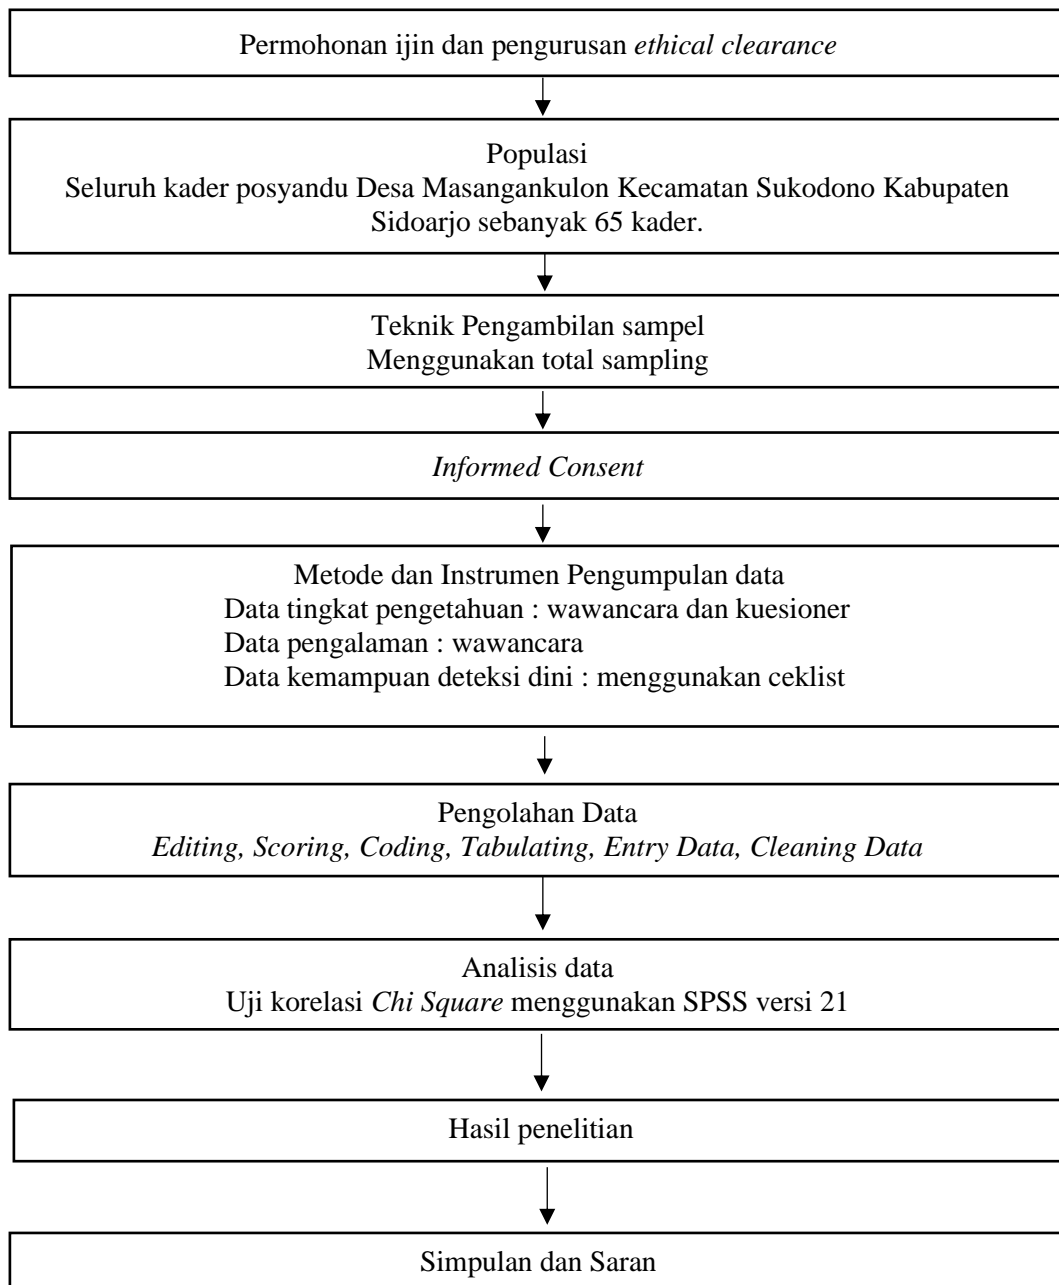 Permohonan ijin dan pengurusan ethical clearance
Populasi
Seluruh kader posyandu Desa Masangankulon Kecamatan Sukodono Kabupaten
Sidoarjo sebanyak 65 kader.
Teknik Pengambilan sampel
Menggunakan total sampling
Informed Consent
Metode dan Instrumen Pengumpulan data
Data tingkat pengetahuan : wawancara dan kuesioner
Data pengalaman : wawancara
Data kemampuan deteksi dini : menggunakan ceklist
Pengolahan Data
Editing, Scoring, Coding, Tabulating, Entry Data, Cleaning Data
Analisis data
Uji korelasi Chi Square menggunakan SPSS versi 21
Hasil penelitian
Simpulan dan Saran